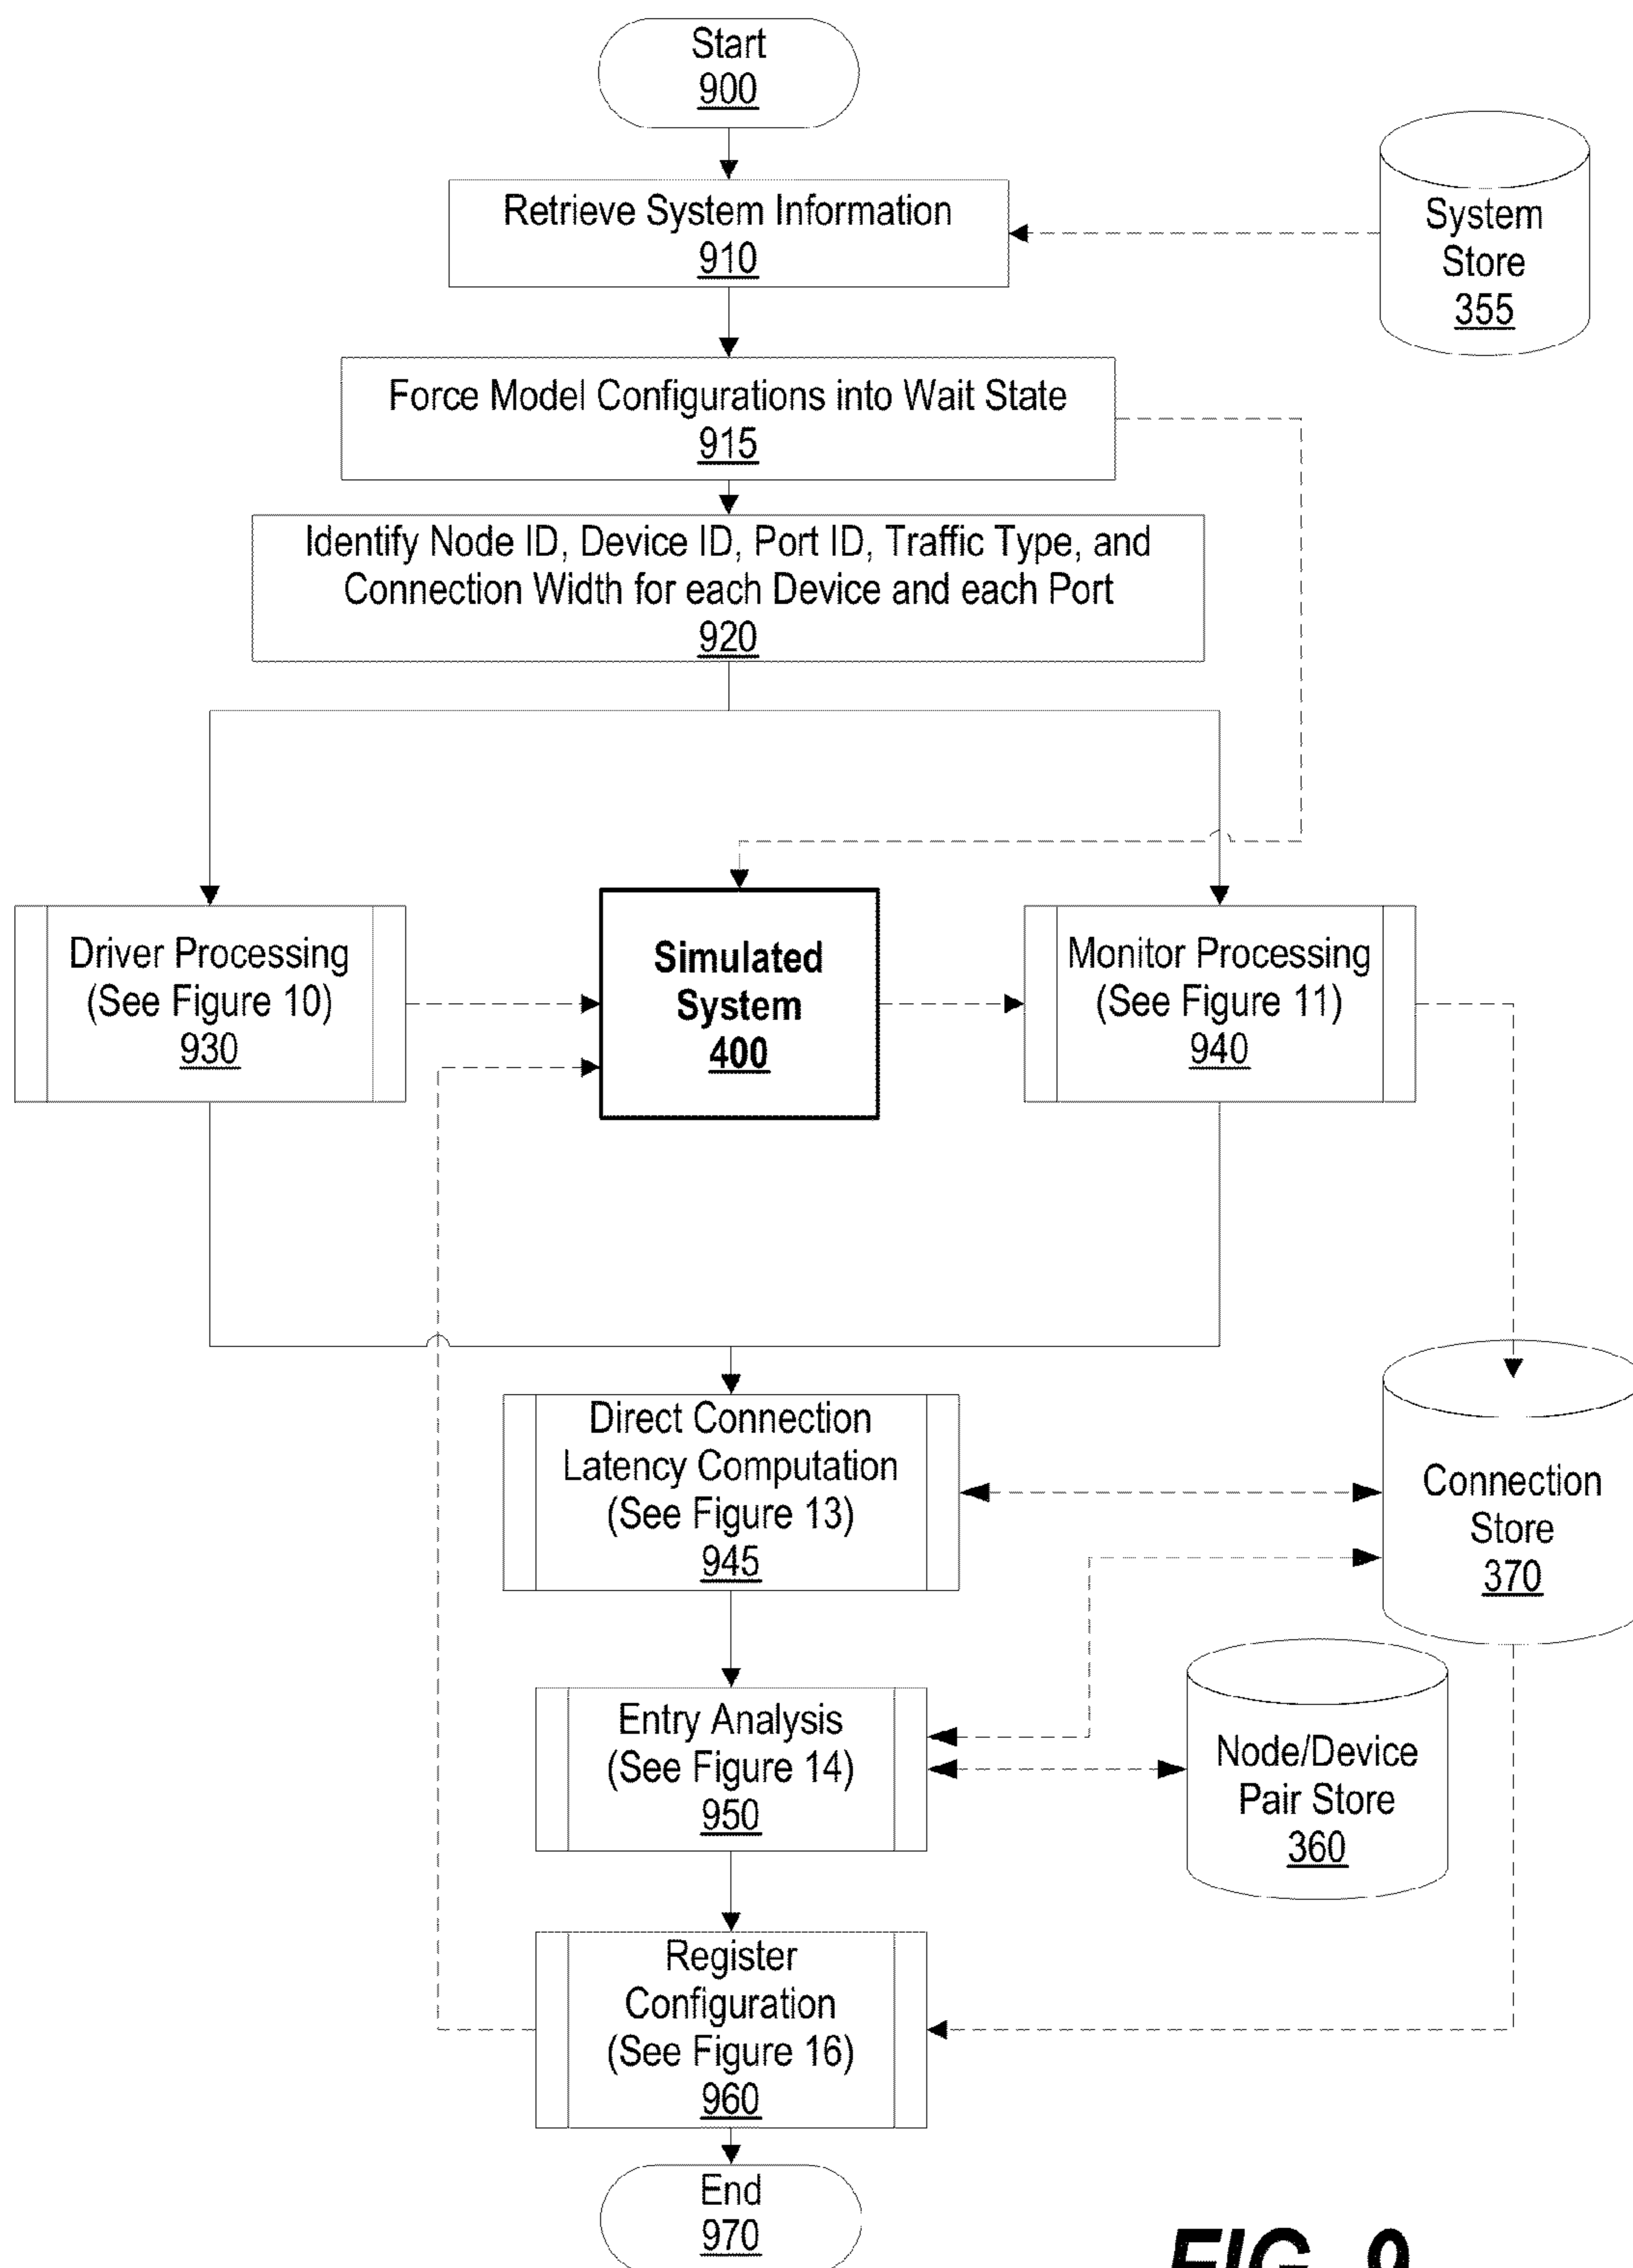 Start
900
Retrieve System Information
910
System
Store
355
Force Model Configurations into Wait State
915
Identify Node ID, Device ID, Port ID, Traffic Type, and
Connection Width for each Device and each Port
920
Driver Processing
(See Figure 10)
930
Simulated
System
400
Monitor Processing
(See Figure 11)
940
Direct Connection
Latency Computation
(See Figure 13)
945
Connection
Store
370
Entry Analysis
(See Figure 14)
950
Node/Device
Pair Store
360
Register
Configuration
(See Figure 16)
960
End
970
FIG. 9